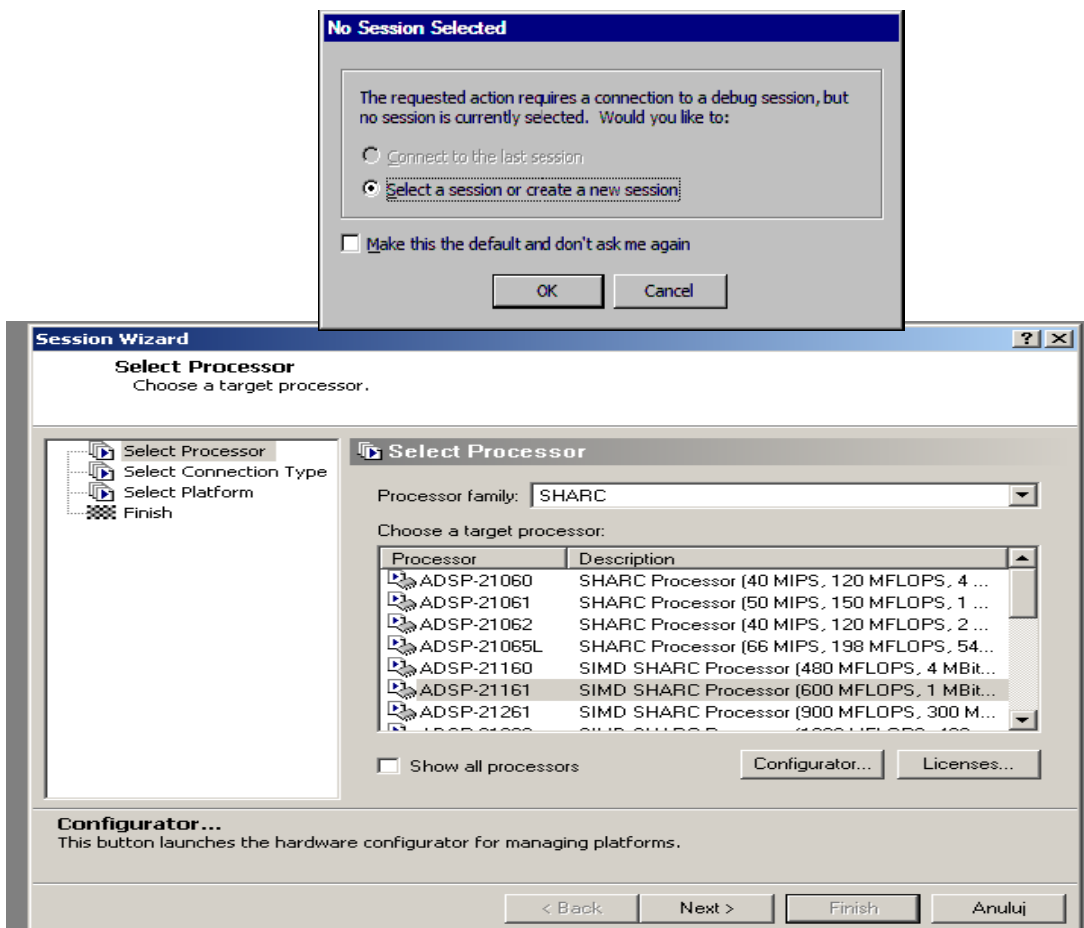 No Session Selected
The requested action requires a connection to a debug session, but
no session is currently selected. Would you like to:
Connect to the last session
Select a session or create a new session
Make this the default and don't ask me again
OK Cancel
Session Wizard
Select Processor
Choose a target processor.
Select Processor
Select Connection Type
Select Platform
Finish
Select Processor
Processor family: SHARC
Choose a target processor:
Processor Description
ADSP-21060 SHARC Processor (40 MIPS, 120 MFLOPS, 4 ...
ADSP-21061 SHARC Processor (50 MIPS, 150 MFLOPS, 1 ...
ADSP-21062 SHARC Processor (40 MIPS, 120 MFLOPS, 2 ...
ADSP-21065L SHARC Processor (66 MIPS, 198 MFLOPS, 54...
ADSP-21160 SIMD SHARC Processor (480 MFLOPS, 4 MBit...
ADSP-21161 SIMD SHARC Processor (600 MFLOPS, 1 MBit...
ADSP-21261 SIMD SHARC Processor (900 MFLOPS, 300 M...
Show all processors
Configurator... Licenses...
Configurator...
This button launches the hardware configurator for managing platforms.
< Back Next > Finish Anuluj